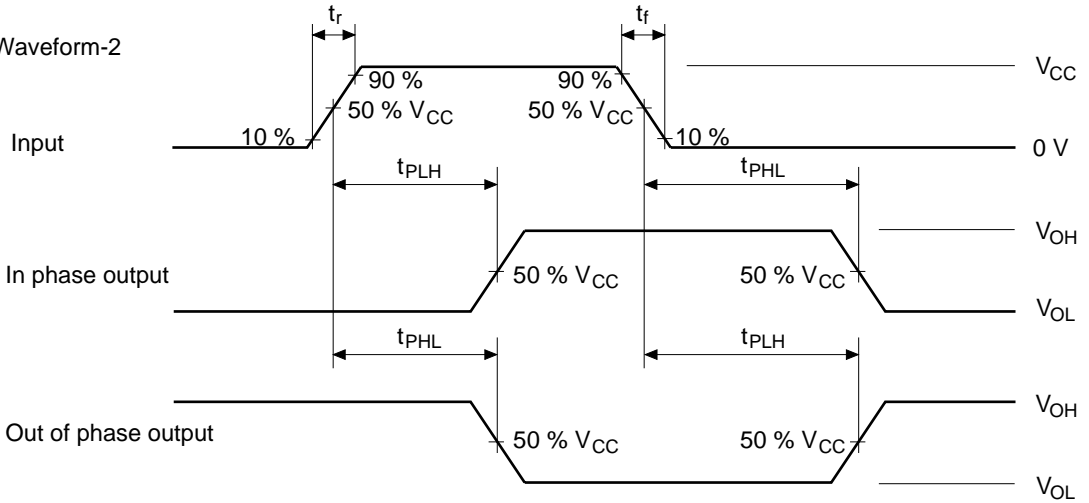 tr
tf
Waveform-2
90 %
90 %
VCC
50 % VCC
50 % VCC
Input
10 %
10 %
0 V
tPLH
tPHL
VOH
In phase output
50 % VCC
50 % VCC
VOL
tPHL
tPLH
VOH
Out of phase output
50 % VCC
50 % VCC
VOL